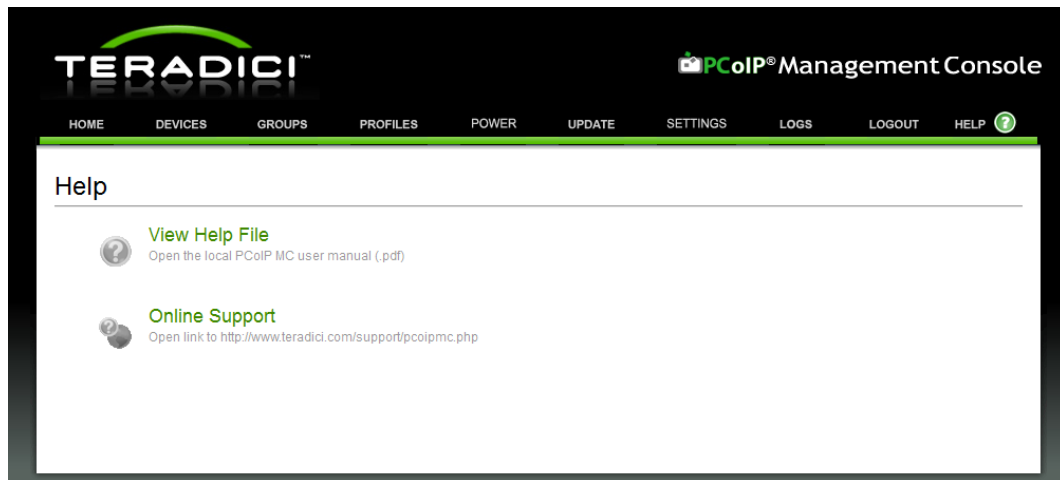 TERADICI™
PCoIP® Management Console
HOME DEVICES GROUPS PROFILES POWER UPDATE SETTINGS LOGS LOGOUT HELP ?
Help
View Help File
Open the local PCoIP MC user manual (.pdf)
Online Support
Open link to http://www.teradici.com/support/pcoipmc.php